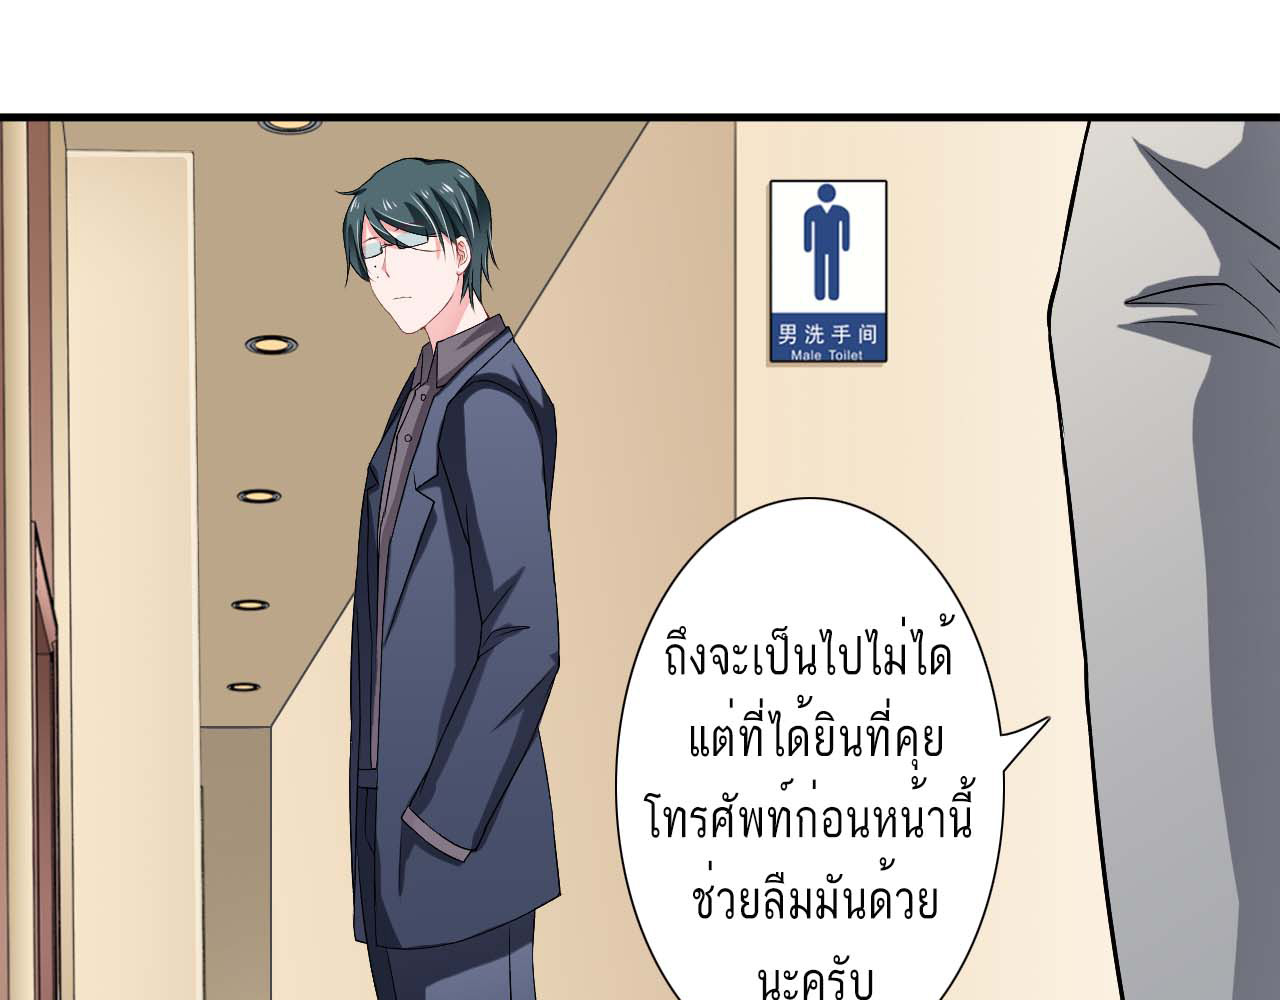 男洗手间
Male Toilet
ถึงจะเป็นไปไม่ได้
แต่ที่ได้ยินที่คุย
โทรศัพท์ก่อนหน้านี้
ช่วยลืมมันด้วย
นะครับ